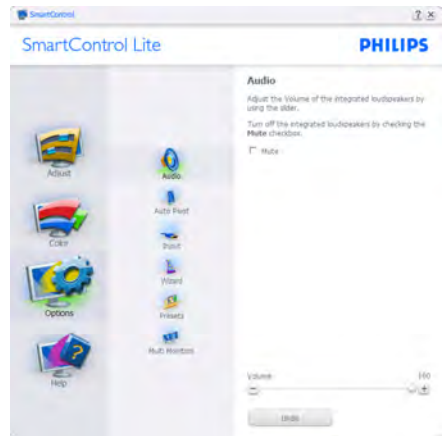 SmartControl
SmartControl Lite
PHILIPS
Adjust
Color
Options
Help
Audio
Auto Pivot
Input
Wizard
Presets
Multi Monitors
Audio
Adjust the Volume of the integrated loudspeakers by
using the slider.
Turn off the integrated loudspeakers by checking the
Mute checkbox.
Mute
Volume
100
Undo